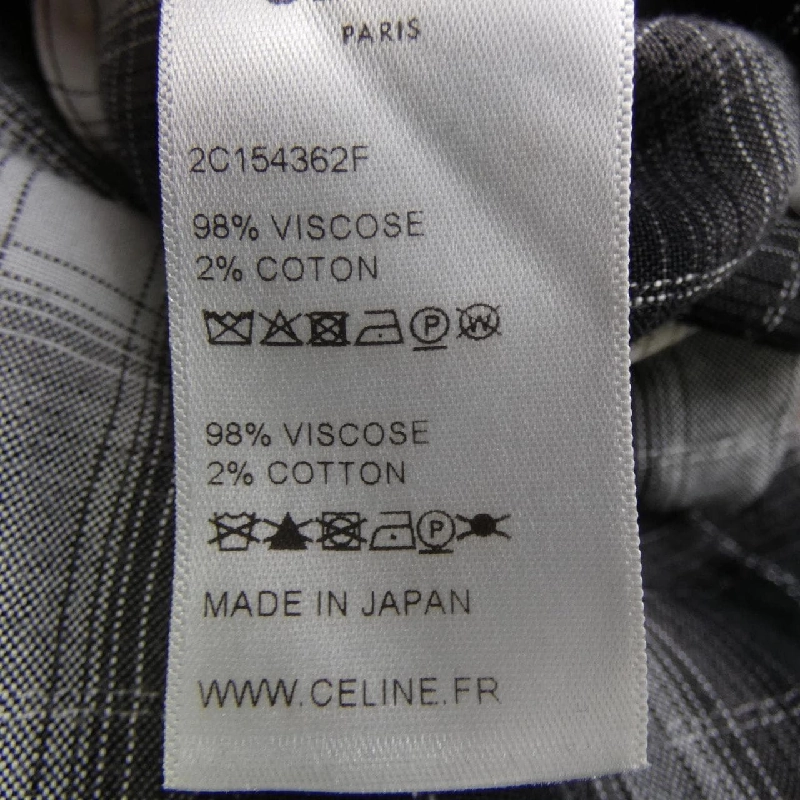 PARIS
2C154362F
98% VISCOSE
2% COTON
P W
98% VISCOSE
2% COTTON
P
MADE IN JAPAN
WWW.CELINE.FR